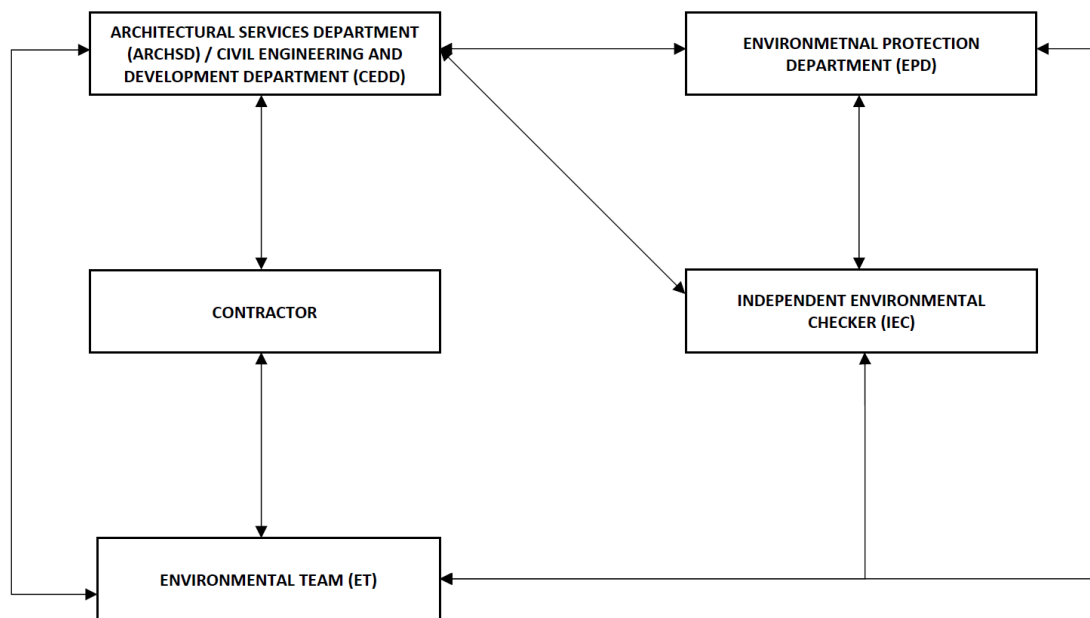 ARCHITECTURAL SERVICES DEPARTMENT
(ARCHSD) / CIVIL ENGINEERING AND
DEVELOPMENT DEPARTMENT (CEDD)
ENVIRONMETNAL PROTECTION
DEPARTMENT (EPD)
CONTRACTOR
INDEPENDENT ENVIRONMENTAL
CHECKER (IEC)
ENVIRONMENTAL TEAM (ET)